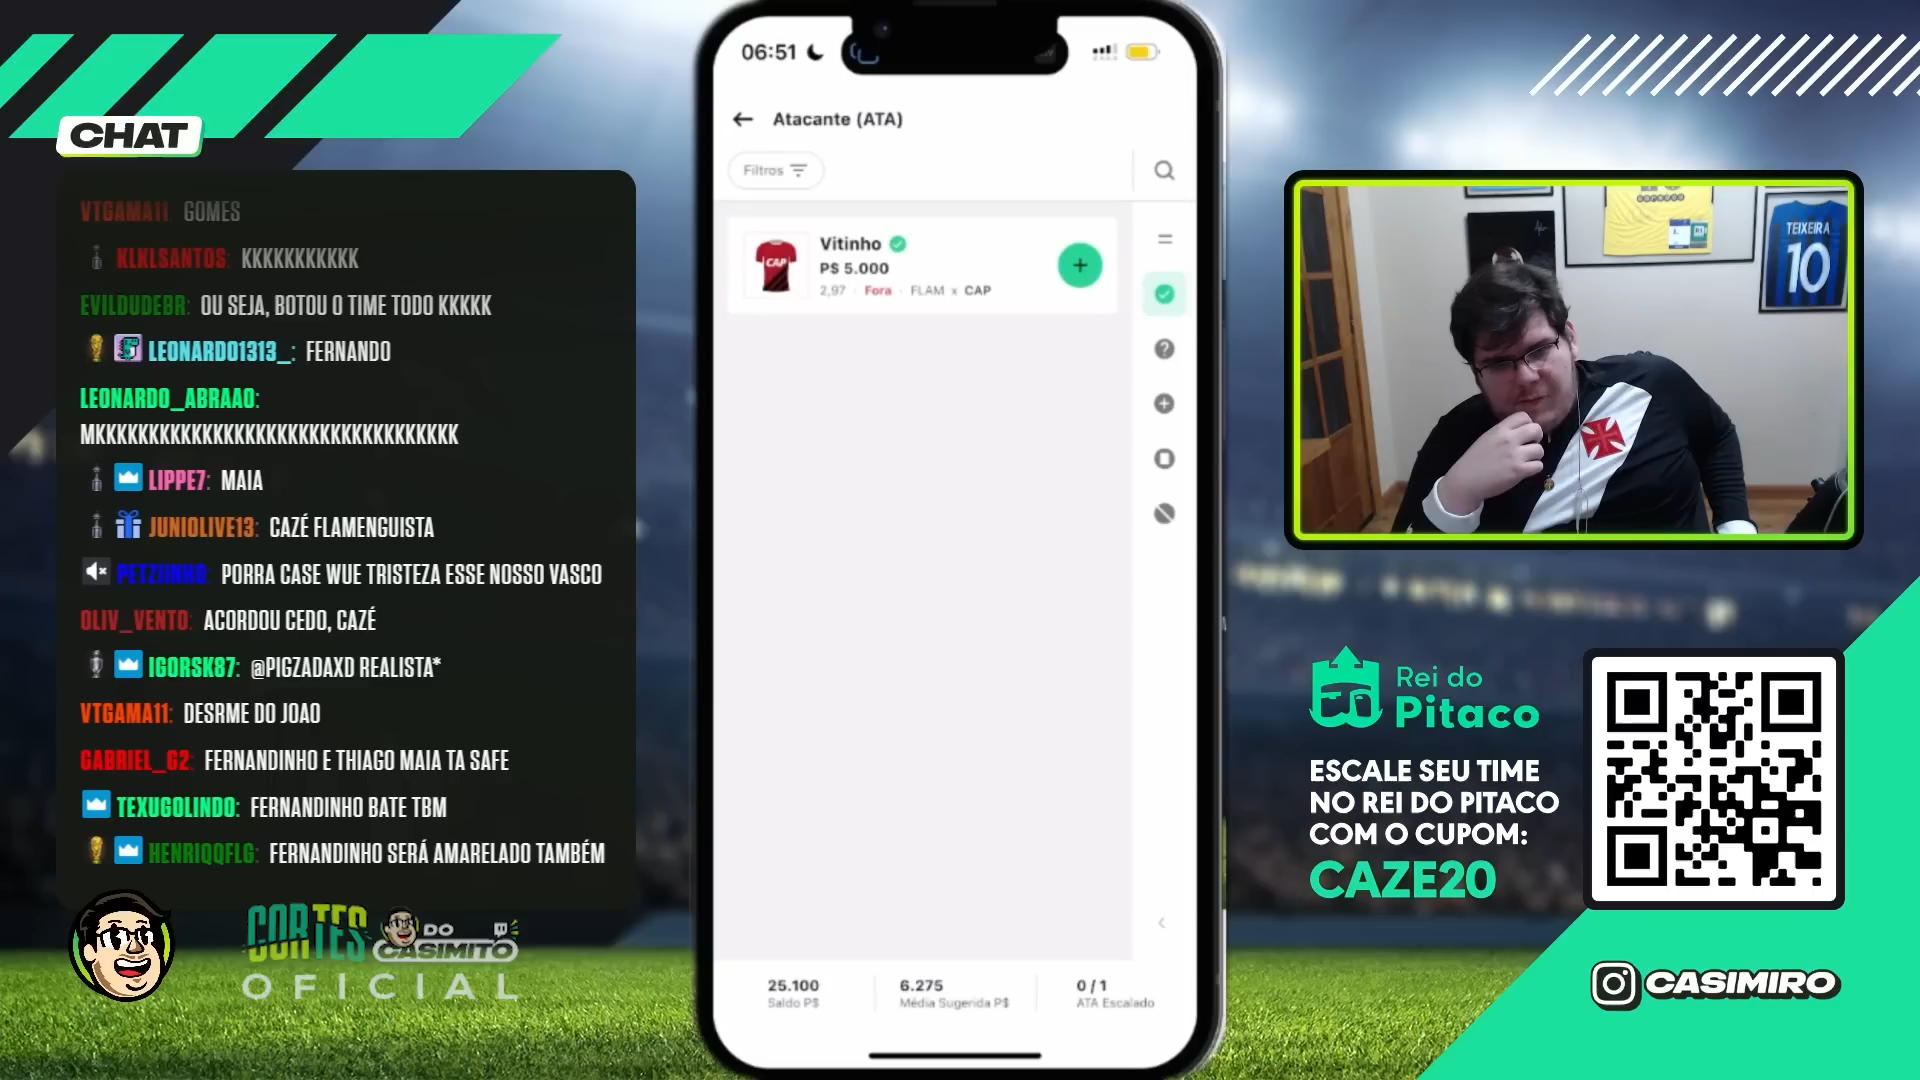 CHAT
VTGAMA11: GOMES
KLKLSANTOS: KKKKKKKKKKK
EVILDUDEBR: OU SEJA, BOTOU O TIME TODO KKKKK
LEONARDO1313_: FERNANDO
LEONARDO_ABRAAO:
MKKKKKKKKKKKKKKKKKKKKKKKKKKKKKKKKKK
LIPPE7: MAIA
JUNIOLIVE13: CAZÉ FLAMENGUISTA
PETZIINHO: PORRA CASE WUE TRISTEZA ESSE NOSSO VASCO
OLIV_VENTO: ACORDOU CEDO, CAZÉ
IGORSK87: @PIGZADAXD REALISTA*
VTGAMA11: DESRME DO JOAO
GABRIEL_G2: FERNANDINHO E THIAGO MAIA TA SAFE
TEXUGOLINDO: FERNANDINHO BATE TBM
HENRIQQFLG: FERNANDINHO SERÁ AMARELADO TAMBÉM
CORTES DO CASIMITO
OFICIAL
06:51
Atacante (ATA)
Filtros
CAP
Vitinho
P$ 5.000
2,97 · Fora · FLAM x CAP
25.100
Saldo P$
6.275
Média Sugerida P$
0 / 1
ATA Escalado
TEIXEIRA
10
Rei do
Pitaco
ESCALE SEU TIME
NO REI DO PITACO
COM O CUPOM:
CAZE20
CASIMIRO